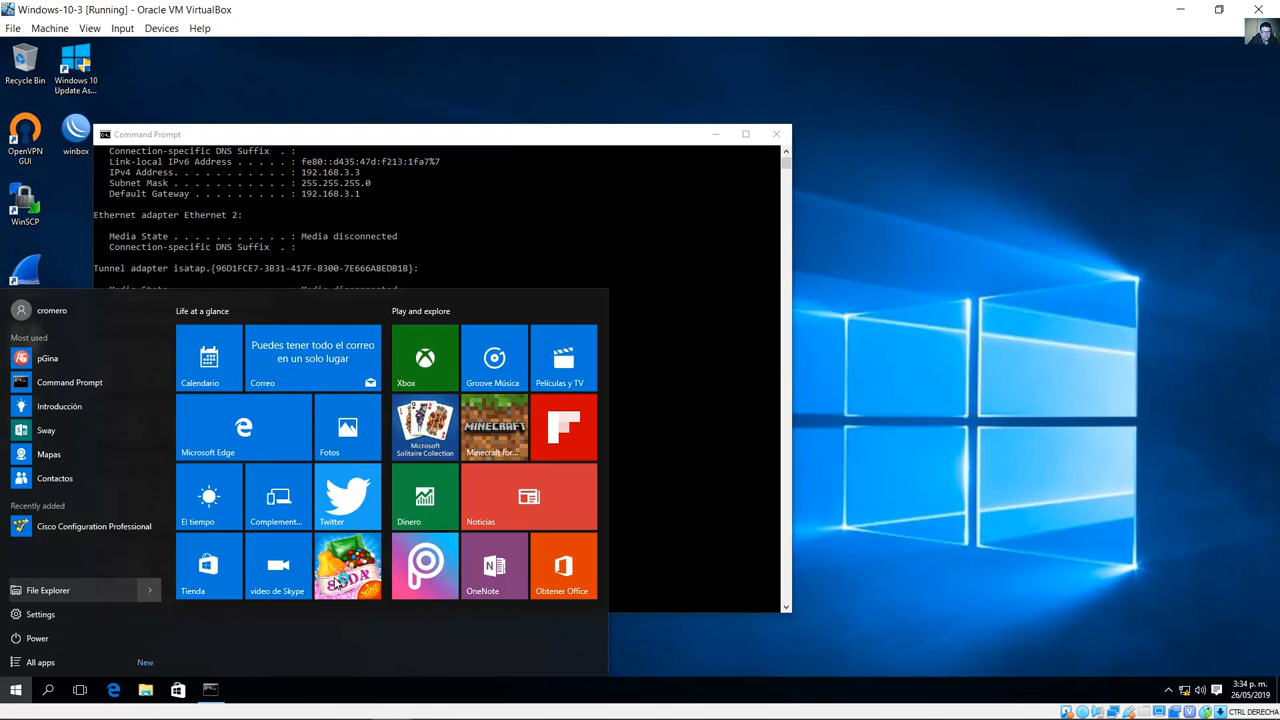 Windows-10-3 [Running] - Oracle VM VirtualBox
File Machine View Input Devices Help
Recycle Bin
Windows 10
Update As...
OpenVPN
GUI
winbox
WinSCP
Command Prompt
Connection-specific DNS Suffix . :
Link-local IPv6 Address . . . . . : fe80::d435:47d:f213:1fa7%7
IPv4 Address. . . . . . . . . . . : 192.168.3.3
Subnet Mask . . . . . . . . . . . : 255.255.255.0
Default Gateway . . . . . . . . . : 192.168.3.1
Ethernet adapter Ethernet 2:
Media State . . . . . . . . . . . : Media disconnected
Connection-specific DNS Suffix . :
Tunnel adapter isatap.{96D1FCE7-3B31-417F-8300-7E666A8EDB1B}:
Media State . . . . . . . . . . . : Media disconnected
cromero
Most used
pGina
Command Prompt
Introducción
Sway
Mapas
Contactos
Recently added
Cisco Configuration Professional
File Explorer
Settings
Power
All apps New
Life at a glance
Calendario
Puedes tener todo el correo
en un solo lugar
Correo
Microsoft Edge
Fotos
El tiempo
Complement...
Twitter
Tienda
video de Skype
SODA
Play and explore
Xbox
Groove Música
Películas y TV
Microsoft
Solitaire Collection
MINECRAFT
Minecraft for...
Dinero
Noticias
OneNote
Obtener Office
3:34 p. m.
26/05/2019
CTRL DERECHA